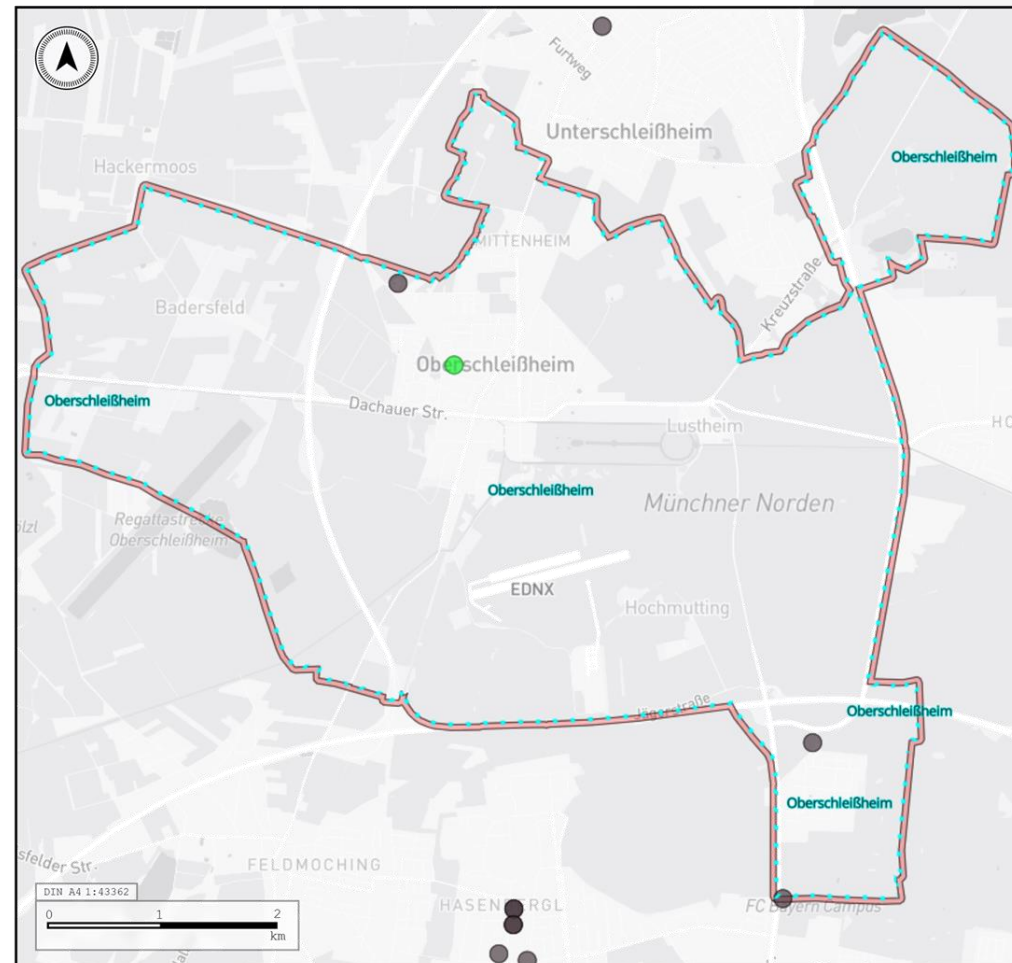 Furtweg
Unterschleißheim
Oberschleißheim
Hackermoos
MITTENHEIM
Kreuzstraße
Badersfeld
Oberschleißheim
Oberschleißheim
Dachauer Str.
Lustheim
Oberschleißheim
Münchner Norden
Regattastrecke
Oberschleißheim
EDNX
Hochmutting
Jägerstraße
Oberschleißheim
Oberschleißheim
FELDMOCHING
DIN A4 1:43362
0 1 2
km
HASENBERGL
FC Bayern Campus